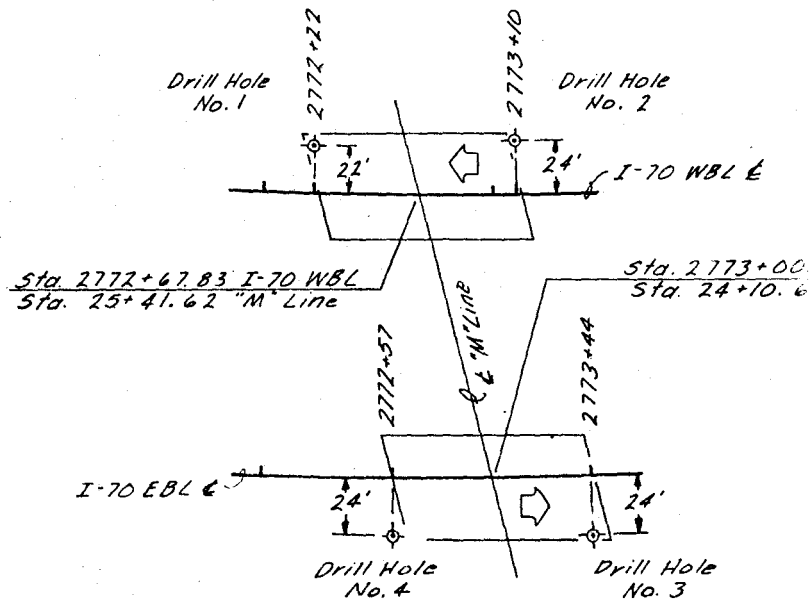 2772+22
2773+10
Drill Hole
No. 1
Drill Hole
No. 2
22'
24'
I-70 WBL ℄
Sta. 2772+67.83 I-70 WBL
Sta. 25+41.62 "M" Line
Sta. 2773+00.
Sta. 24+10.6
℄ "M" Line
2772+57
2773+44
I-70 EBL ℄
24'
24'
Drill Hole
No. 4
Drill Hole
No. 3